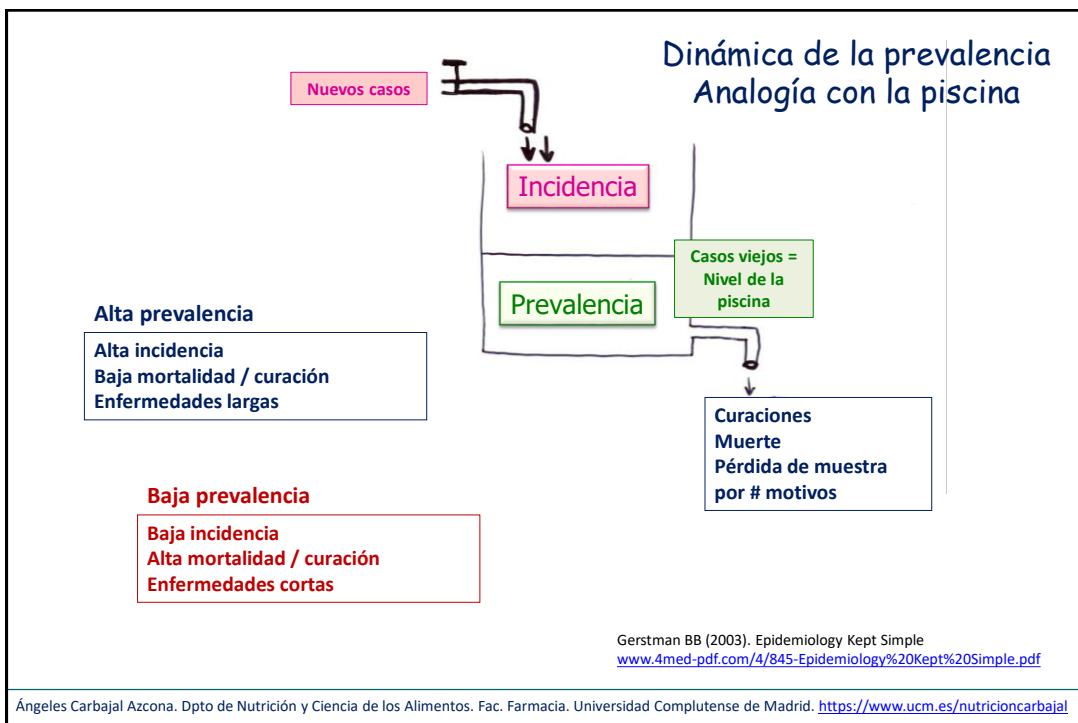 Dinámica de la prevalencia
Analogía con la piscina
Nuevos casos
Incidencia
Casos viejos =
Nivel de la
piscina
Prevalencia
Alta prevalencia
Alta incidencia
Baja mortalidad / curación
Enfermedades largas
Curaciones
Muerte
Pérdida de muestra
por # motivos
Baja prevalencia
Baja incidencia
Alta mortalidad / curación
Enfermedades cortas
Gerstman BB (2003). Epidemiology Kept Simple
www.4med-pdf.com/4/845-Epidemiology%20Kept%20Simple.pdf
Ángeles Carbajal Azcona. Dpto de Nutrición y Ciencia de los Alimentos. Fac. Farmacia. Universidad Complutense de Madrid. https://www.ucm.es/nutricioncarbajal